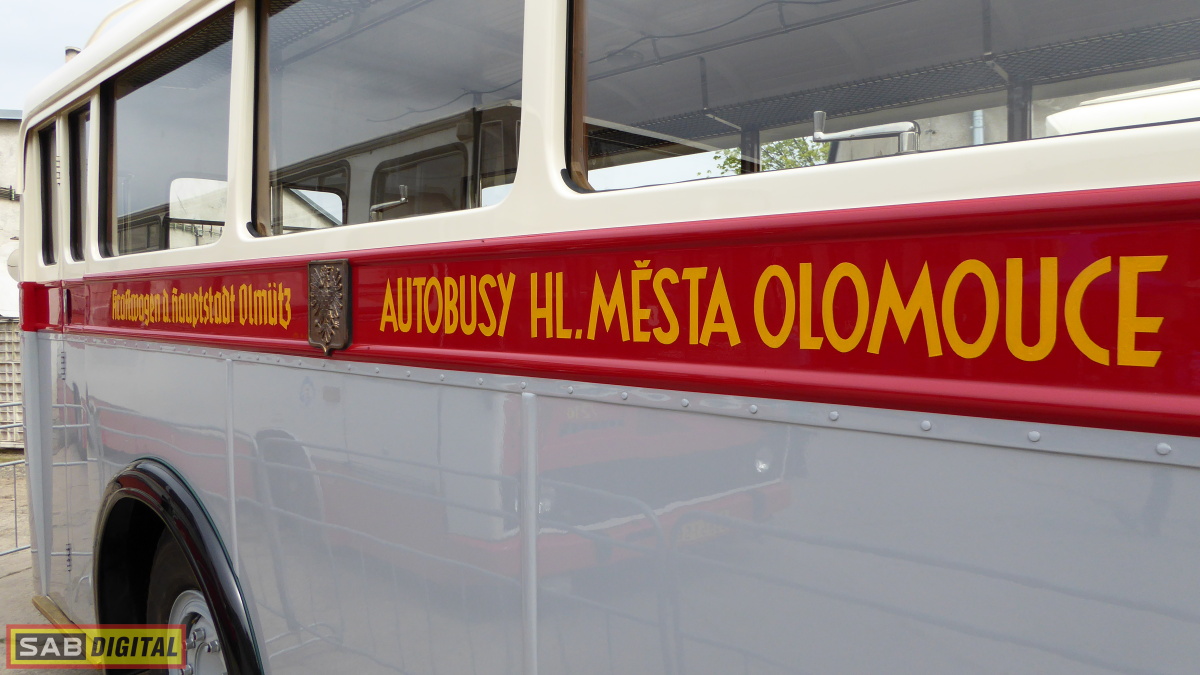 Kraftwagen d. Hauptstadt Olmütz
AUTOBUSY HL. MĚSTA OLOMOUCE
SAB DIGITAL